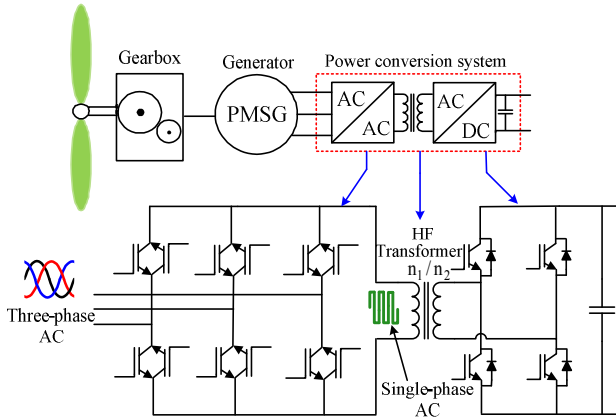 Gearbox
Generator
Power conversion system
PMSG
AC
AC
AC
DC
HF
Transformer
n1/n2
Three-phase
AC
Single-phase
AC